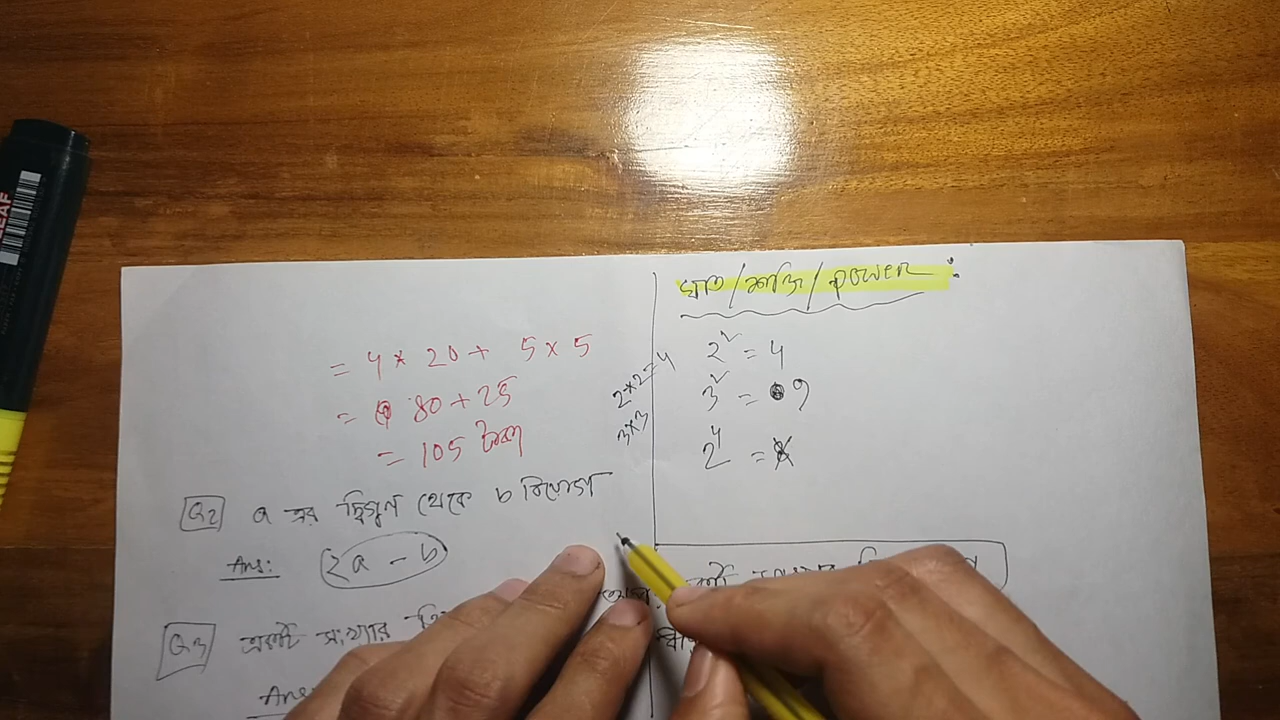 = 4 * 20 + 5 × 5
= 80 + 25
= 105 টাকা
Q2 a এর দ্বিগুণ থেকে b বিয়োগ
Ans: 2a - b
Q3 একটি সংখ্যার
Ans:
ঘাত / শক্তি / power :
2² = 4
3² = 9
2⁴ =
2*2=4
3*3